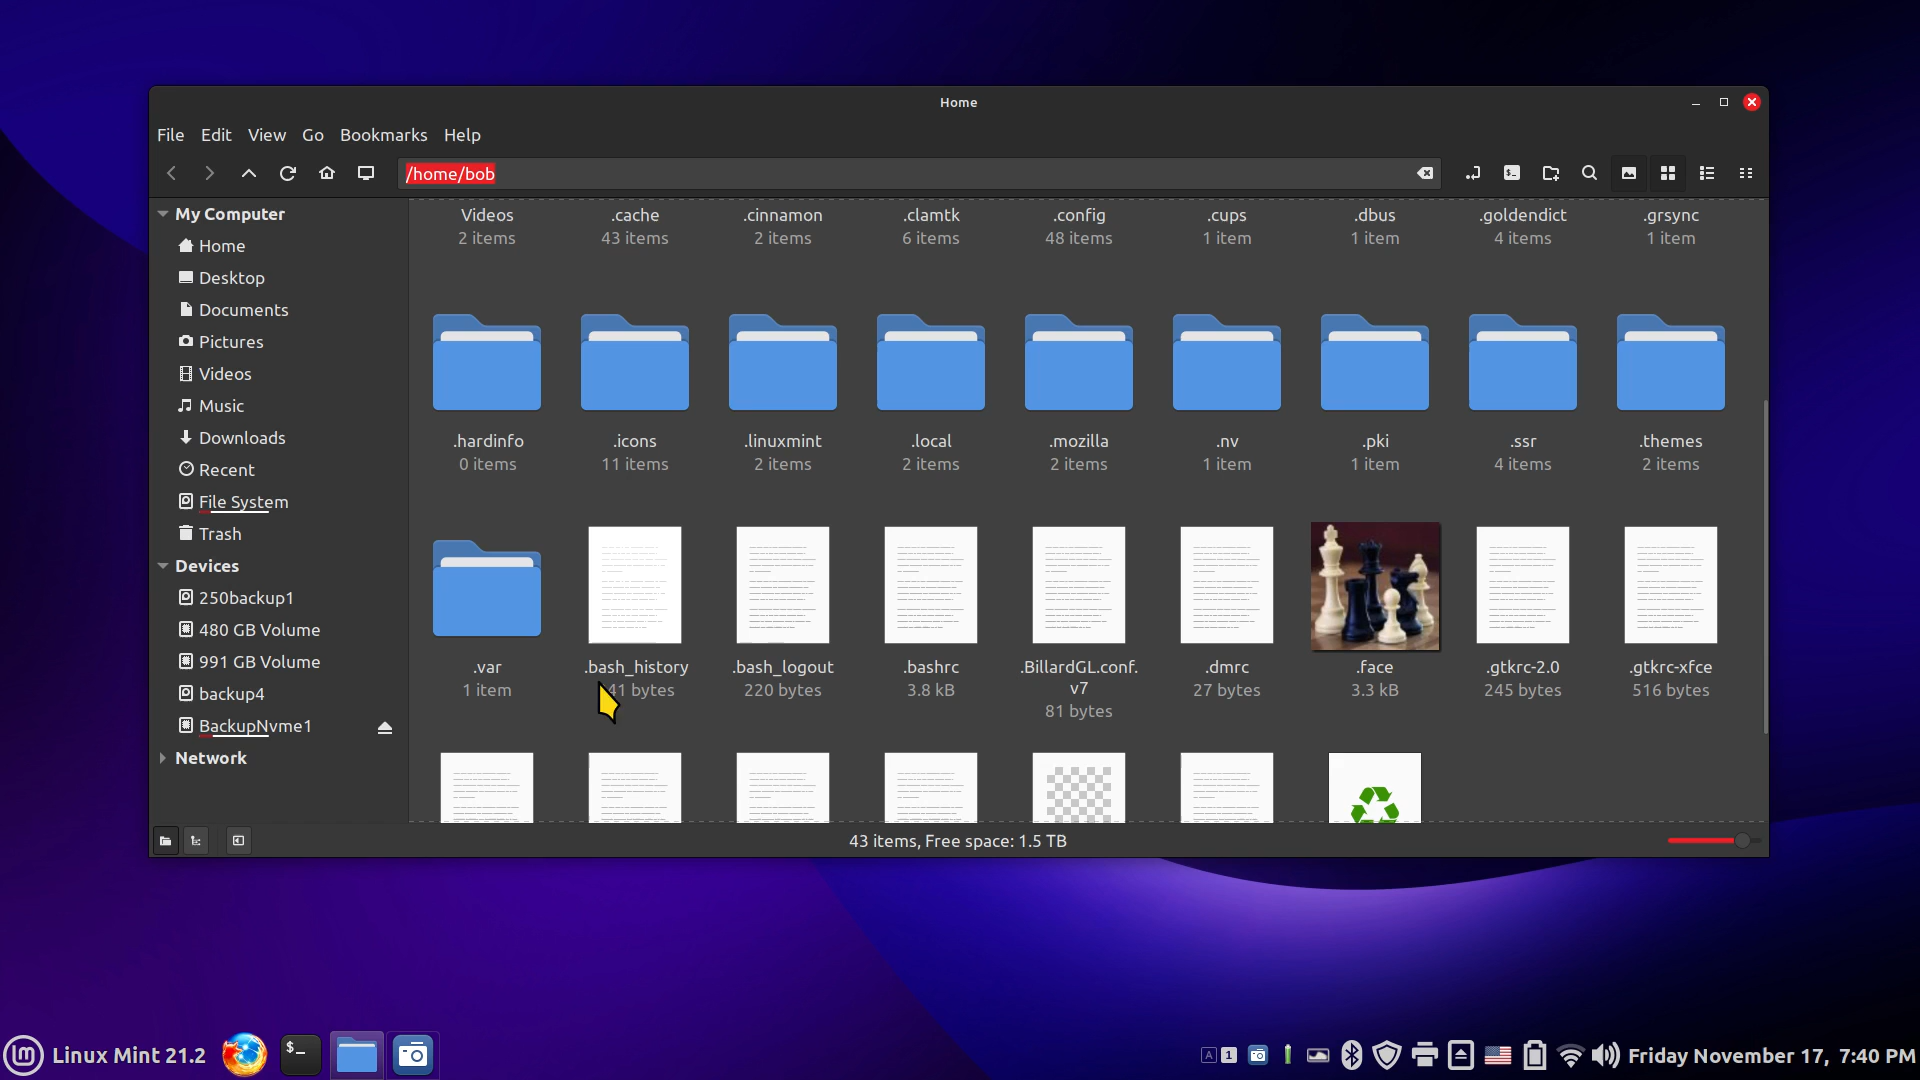 Home
File Edit View Go Bookmarks Help
/home/bob
My Computer
Home
Desktop
Documents
Pictures
Videos
Music
Downloads
Recent
File System
Trash
Devices
250backup1
480 GB Volume
991 GB Volume
backup4
BackupNvme1
Network
Videos .cache .cinnamon .clamtk .config .cups .dbus .goldendict .grsync
2 items 43 items 2 items 6 items 48 items 1 item 1 item 4 items 1 item
.hardinfo .icons .linuxmint .local .mozilla .nv .pki .ssr .themes
0 items 11 items 2 items 2 items 2 items 1 item 1 item 4 items 2 items
.var .bash_history .bash_logout .bashrc .BillardGL.conf. .dmrc .face .gtkrc-2.0 .gtkrc-xfce
v7
1 item 41 bytes 220 bytes 3.8 kB 27 bytes 3.3 kB 245 bytes 516 bytes
81 bytes
43 items, Free space: 1.5 TB
Linux Mint 21.2 $_ A 1 Friday November 17, 7:40 PM